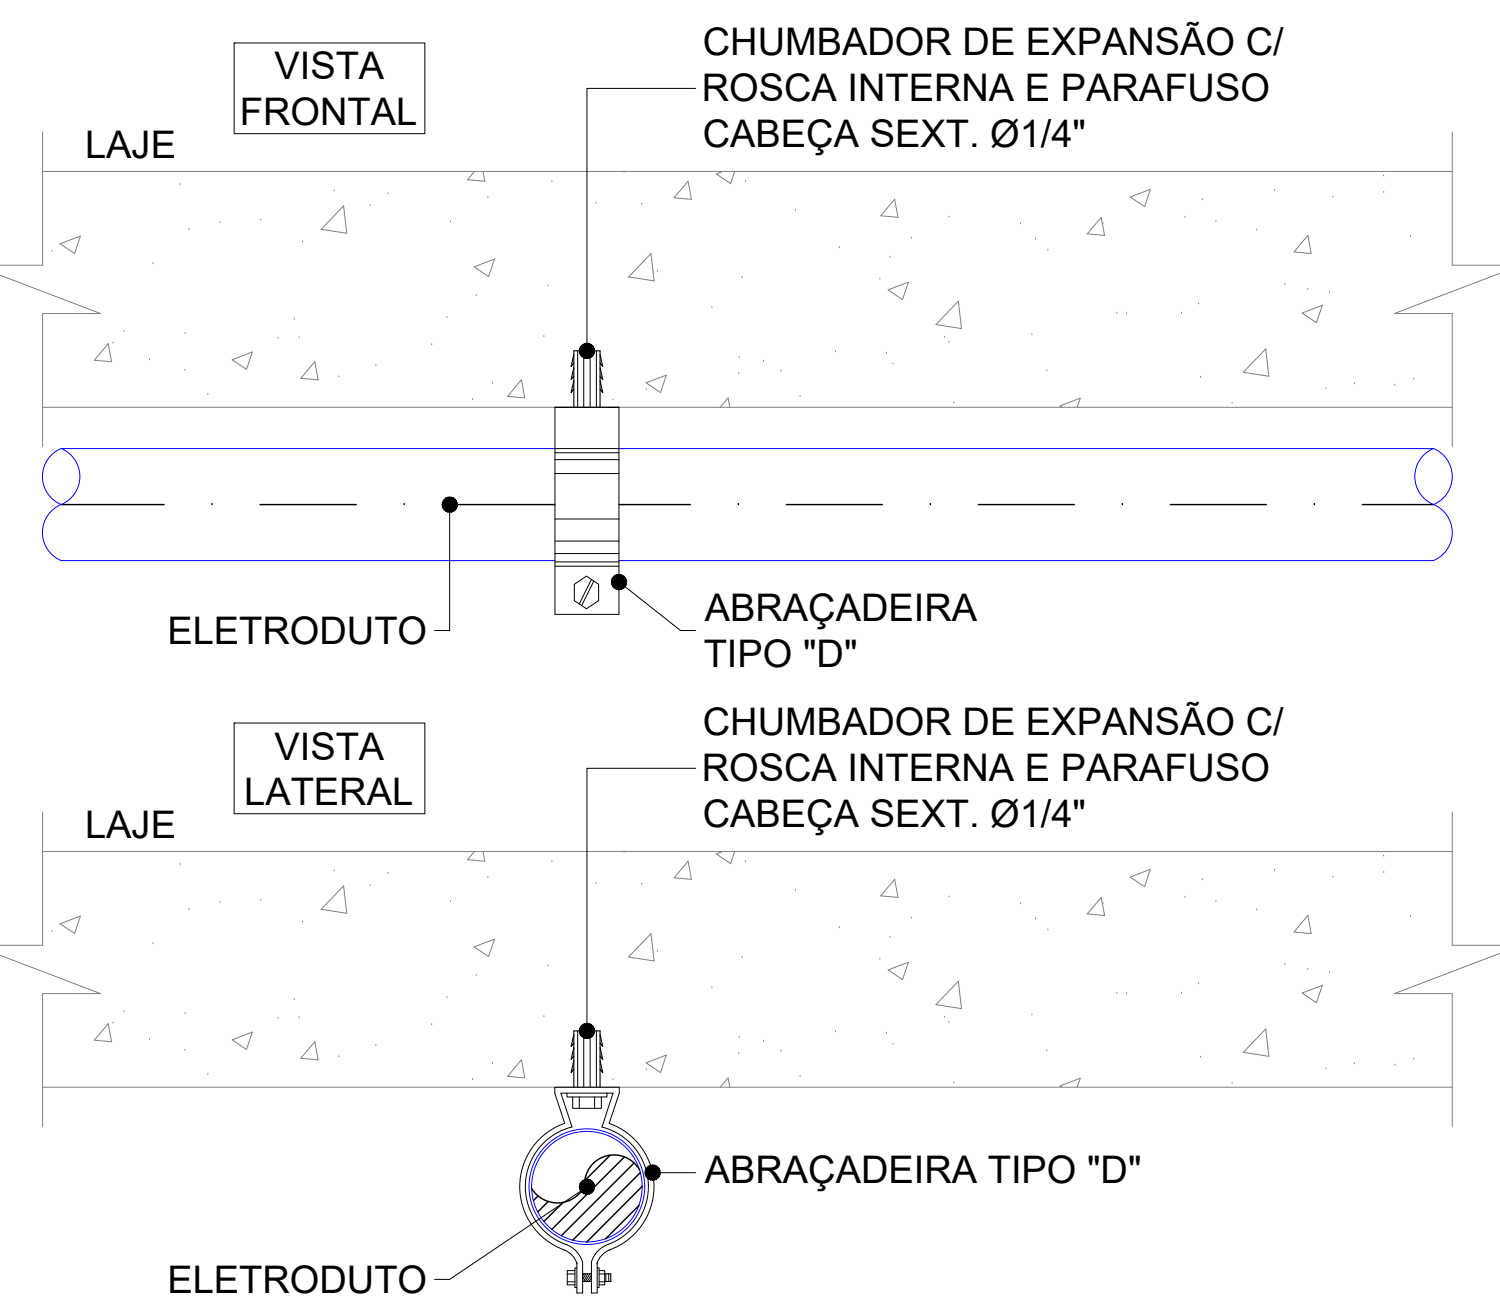 VISTA
FRONTAL
CHUMBADOR DE EXPANSÃO C/
ROSCA INTERNA E PARAFUSO
CABEÇA SEXT. Ø1/4"
LAJE
ELETRODUTO
ABRAÇADEIRA
TIPO "D"
VISTA
LATERAL
CHUMBADOR DE EXPANSÃO C/
ROSCA INTERNA E PARAFUSO
CABEÇA SEXT. Ø1/4"
LAJE
ABRAÇADEIRA TIPO "D"
ELETRODUTO